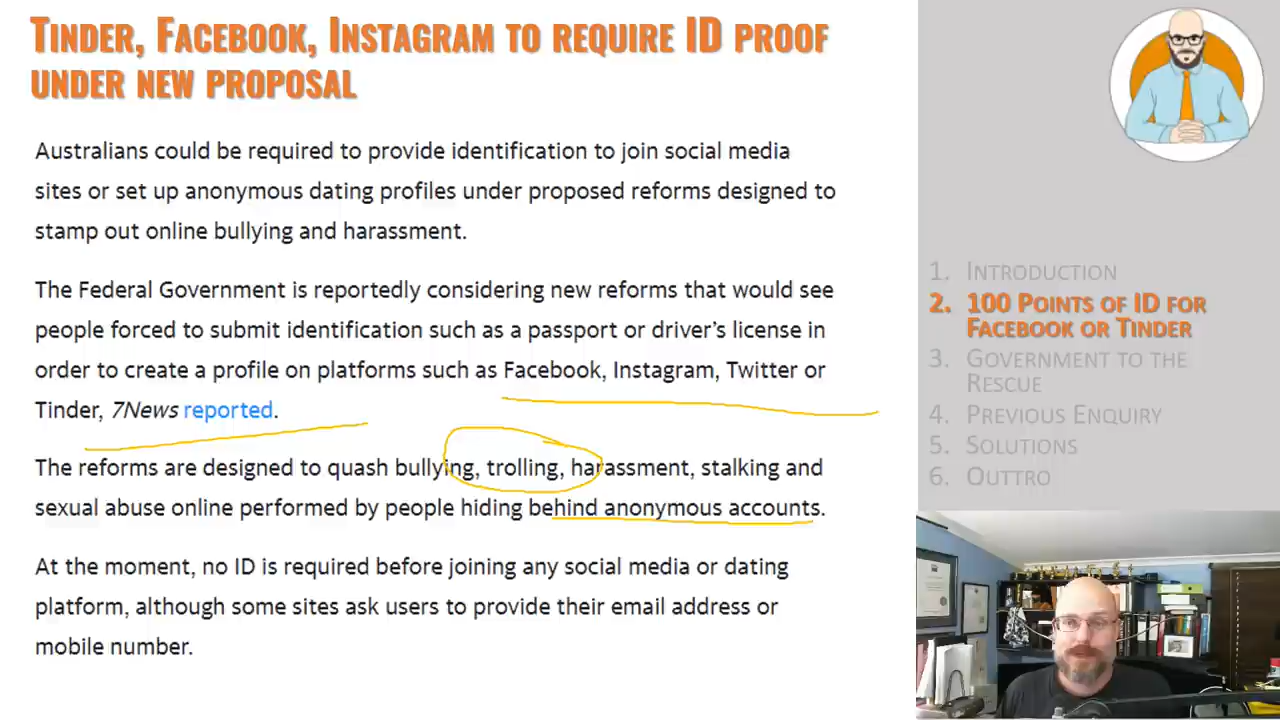 TINDER, FACEBOOK, INSTAGRAM TO REQUIRE ID PROOF
UNDER NEW PROPOSAL
Australians could be required to provide identification to join social media
sites or set up anonymous dating profiles under proposed reforms designed to
stamp out online bullying and harassment.
The Federal Government is reportedly considering new reforms that would see
people forced to submit identification such as a passport or driver’s license in
order to create a profile on platforms such as Facebook, Instagram, Twitter or
Tinder, 7News reported.
The reforms are designed to quash bullying, trolling, harassment, stalking and
sexual abuse online performed by people hiding behind anonymous accounts.
At the moment, no ID is required before joining any social media or dating
platform, although some sites ask users to provide their email address or
mobile number.
1. INTRODUCTION
2. 100 POINTS OF ID FOR
FACEBOOK OR TINDER
3. GOVERNMENT TO THE
RESCUE
4. PREVIOUS ENQUIRY
5. SOLUTIONS
6. OUTTRO